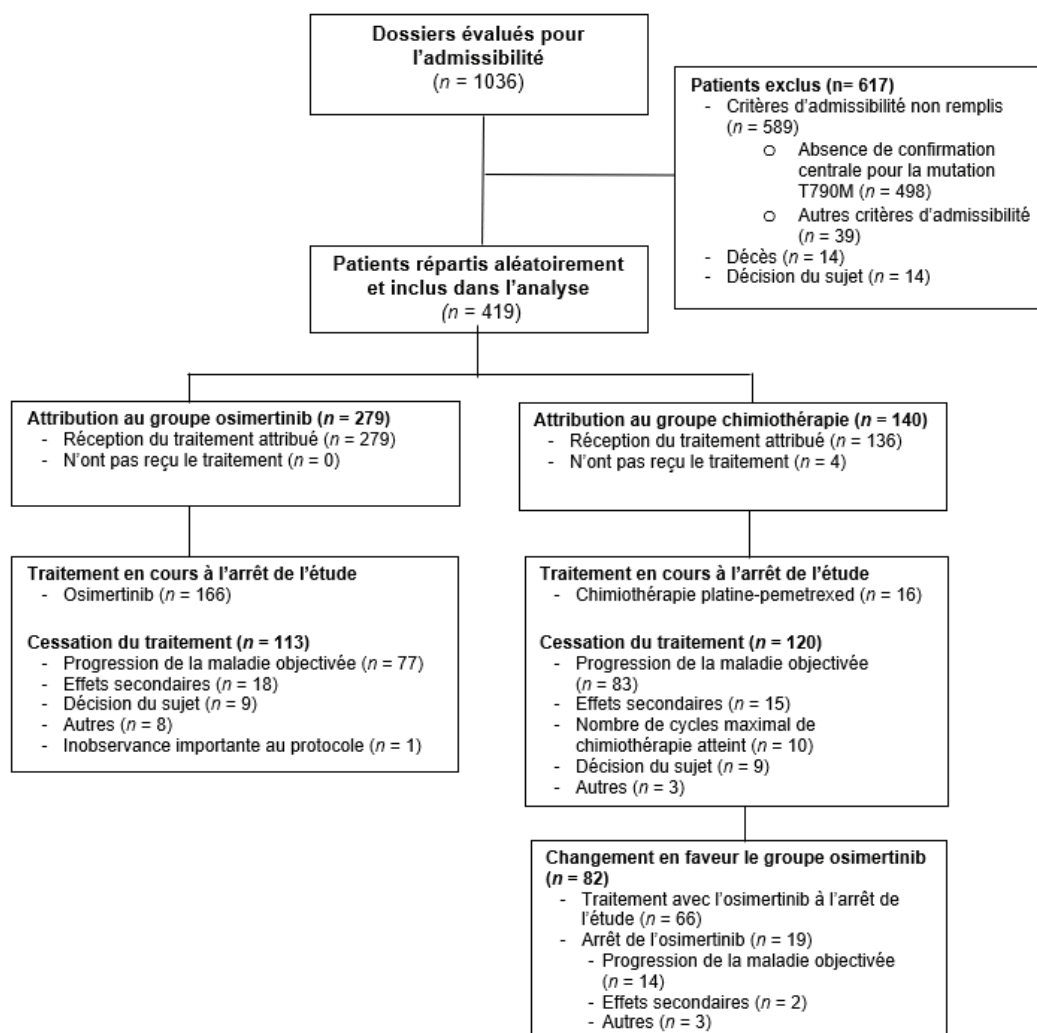 Dossiers évalués pour
l'admissibilité
(n = 1036)
Patients exclus (n= 617)
- Critères d'admissibilité non remplis
(n = 589)
o Absence de confirmation
centrale pour la mutation
T790M (n = 498)
o Autres critères d'admissibilité
(n = 39)
- Décès (n = 14)
- Décision du sujet (n = 14)
Patients répartis aléatoirement
et inclus dans l'analyse
(n = 419)
Attribution au groupe osimertinib (n = 279)
- Réception du traitement attribué (n = 279)
- N'ont pas reçu le traitement (n = 0)
Attribution au groupe chimiothérapie (n = 140)
- Réception du traitement attribué (n = 136)
- N'ont pas reçu le traitement (n = 4)
Traitement en cours à l'arrêt de l'étude
- Osimertinib (n = 166)
Cessation du traitement (n = 113)
- Progression de la maladie objectivée (n = 77)
- Effets secondaires (n = 18)
- Décision du sujet (n = 9)
- Autres (n = 8)
- Inobservance importante au protocole (n = 1)
Traitement en cours à l'arrêt de l'étude
- Chimiothérapie platine-pemetrexed (n = 16)
Cessation du traitement (n = 120)
- Progression de la maladie objectivée
(n = 83)
- Effets secondaires (n = 15)
- Nombre de cycles maximal de
chimiothérapie atteint (n = 10)
- Décision du sujet (n = 9)
- Autres (n = 3)
Changement en faveur le groupe osimertinib
(n = 82)
- Traitement avec l'osimertinib à l'arrêt de
l'étude (n = 66)
- Arrêt de l'osimertinib (n = 19)
- Progression de la maladie objectivée
(n = 14)
- Effets secondaires (n = 2)
- Autres (n = 3)